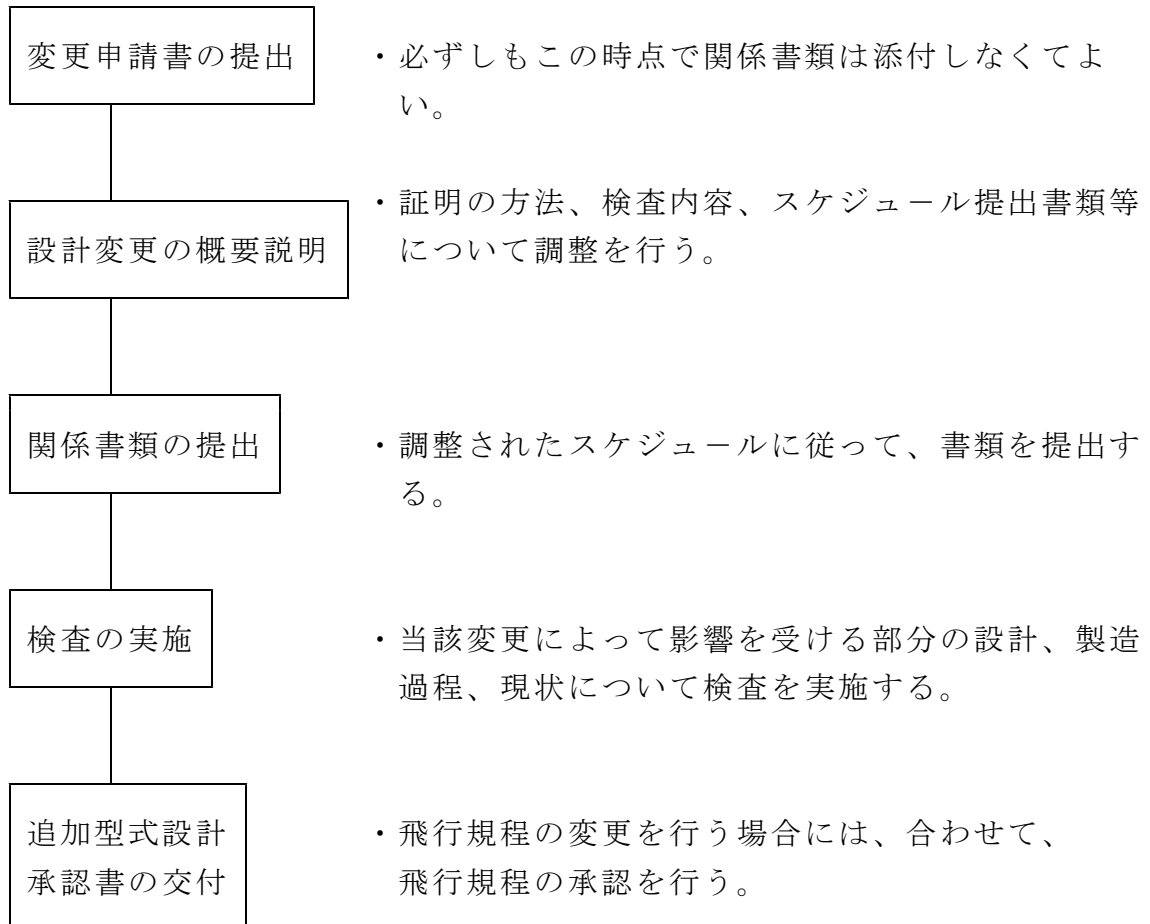 変更申請書の提出
・必ずしもこの時点で関係書類は添付しなくてよ
い。
設計変更の概要説明
・証明の方法、検査内容、スケジュール提出書類等
について調整を行う。
関係書類の提出
・調整されたスケジュールに従って、書類を提出す
る。
検査の実施
・当該変更によって影響を受ける部分の設計、製造
過程、現状について検査を実施する。
追加型式設計
承認書の交付
・飛行規程の変更を行う場合には、合わせて、
飛行規程の承認を行う。